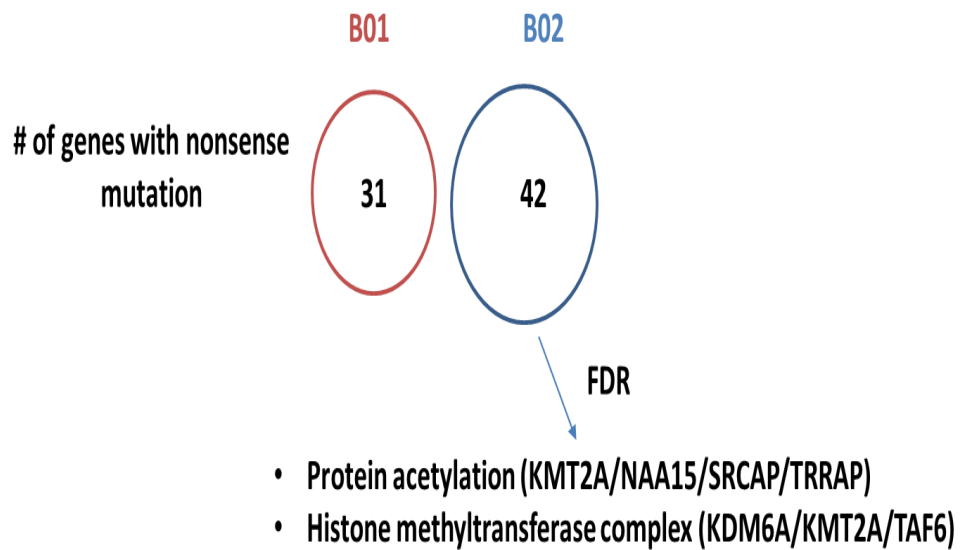 B01 B02
# of genes with nonsense
mutation
31 42
FDR
• Protein acetylation (KMT2A/NAA15/SRCAP/TRRAP)
• Histone methyltransferase complex (KDM6A/KMT2A/TAF6)